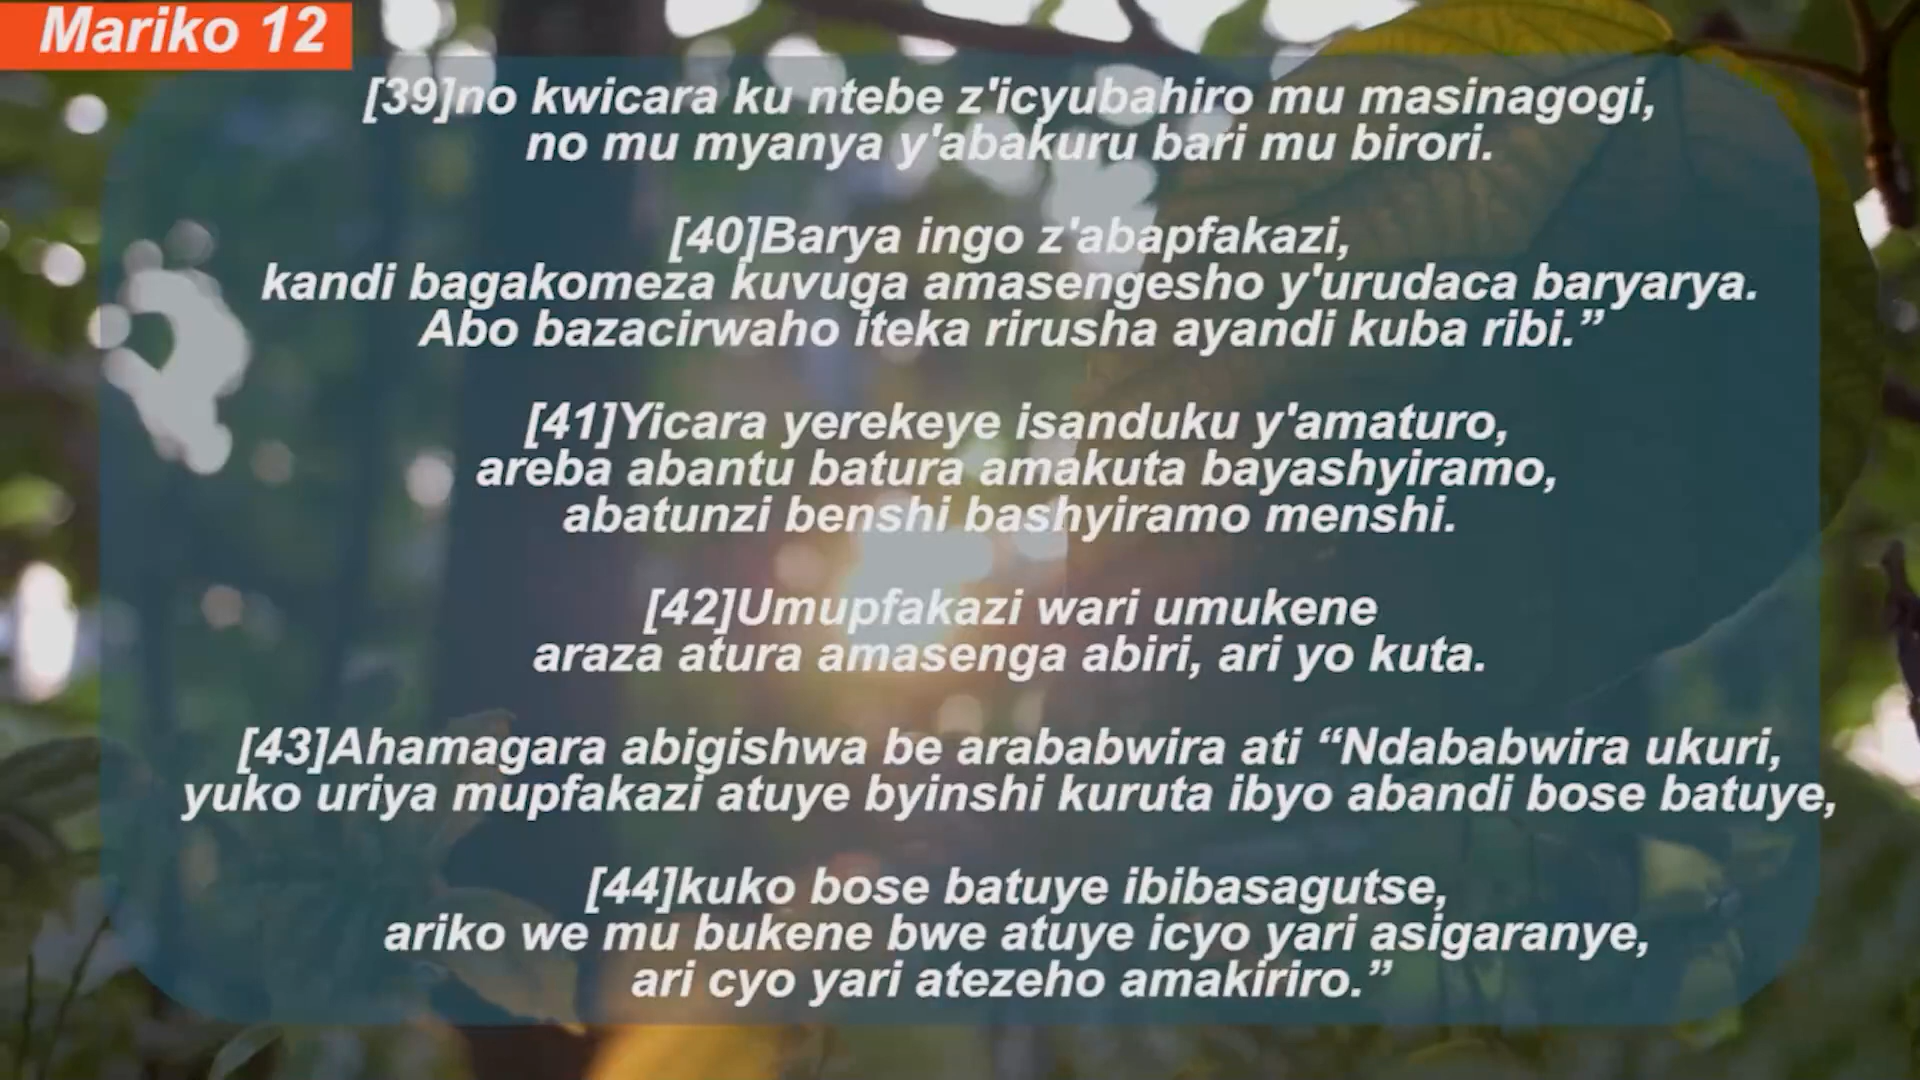 Mariko 12
[39]no kwicara ku ntebe z'icyubahiro mu masinagogi,
no mu myanya y'abakuru bari mu birori.
[40]Barya ingo z'abapfakazi,
kandi bagakomeza kuvuga amasengesho y'urudaca baryarya.
Abo bazacirwaho iteka rirusha ayandi kuba ribi.”
[41]Yicara yerekeye isanduku y'amaturo,
areba abantu batura amakuta bayashyiramo,
abatunzi benshi bashyiramo menshi.
[42]Umupfakazi wari umukene
araza atura amasenga abiri, ari yo kuta.
[43]Ahamagara abigishwa be arababwira ati “Ndababwira ukuri,
yuko uriya mupfakazi atuye byinshi kuruta ibyo abandi bose batuye,
[44]kuko bose batuye ibibasagutse,
ariko we mu bukene bwe atuye icyo yari asigaranye,
ari cyo yari atezeho amakiriro.”